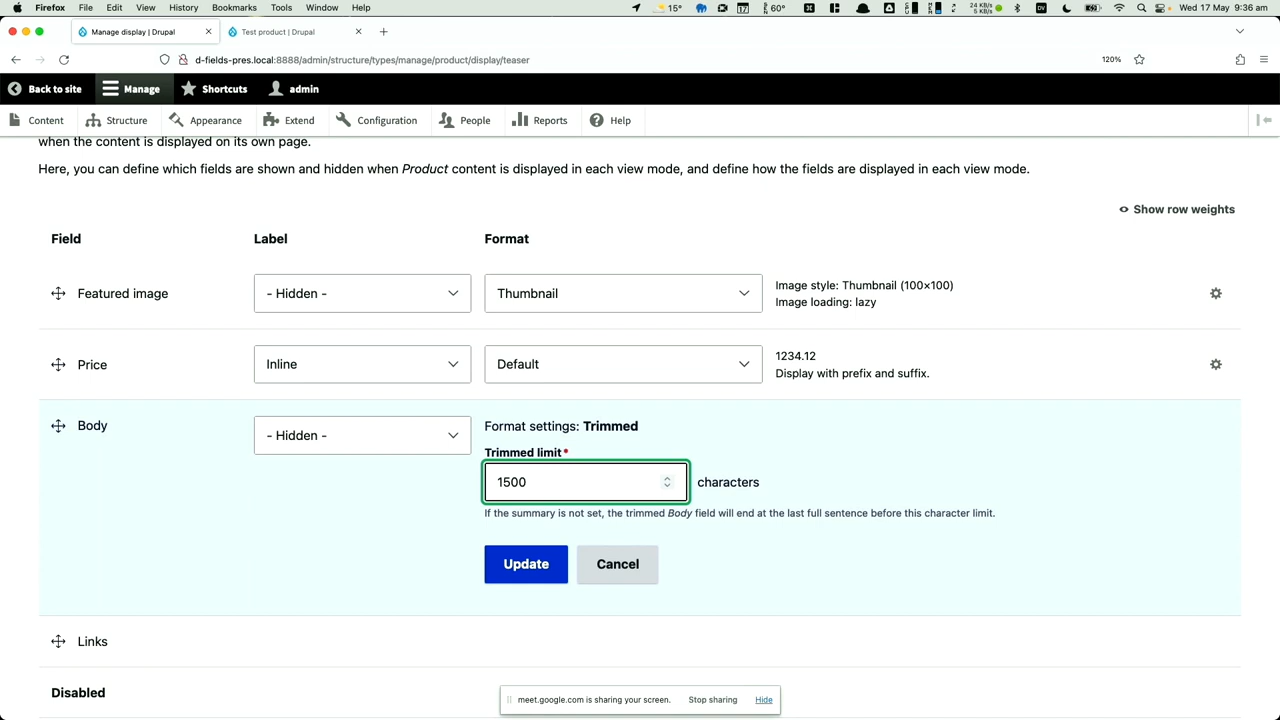 Firefox File Edit View History Bookmarks Tools Window Help 15° 17 60° 24 KB/s 5 KB/s DV Wed 17 May 9:36 am
Manage display | Drupal Test product | Drupal
d-fields-pres.local:8888/admin/structure/types/manage/product/display/teaser 120%
Back to site Manage Shortcuts admin
Content Structure Appearance Extend Configuration People Reports Help
when the content is displayed on its own page.
Here, you can define which fields are shown and hidden when Product content is displayed in each view mode, and define how the fields are displayed in each view mode.
Show row weights
Field Label Format
Featured image - Hidden - Thumbnail Image style: Thumbnail (100×100)
Image loading: lazy
Price Inline Default 1234.12
Display with prefix and suffix.
Body - Hidden - Format settings: Trimmed
Trimmed limit*
1500 characters
If the summary is not set, the trimmed Body field will end at the last full sentence before this character limit.
Update Cancel
Links
Disabled
meet.google.com is sharing your screen. Stop sharing Hide